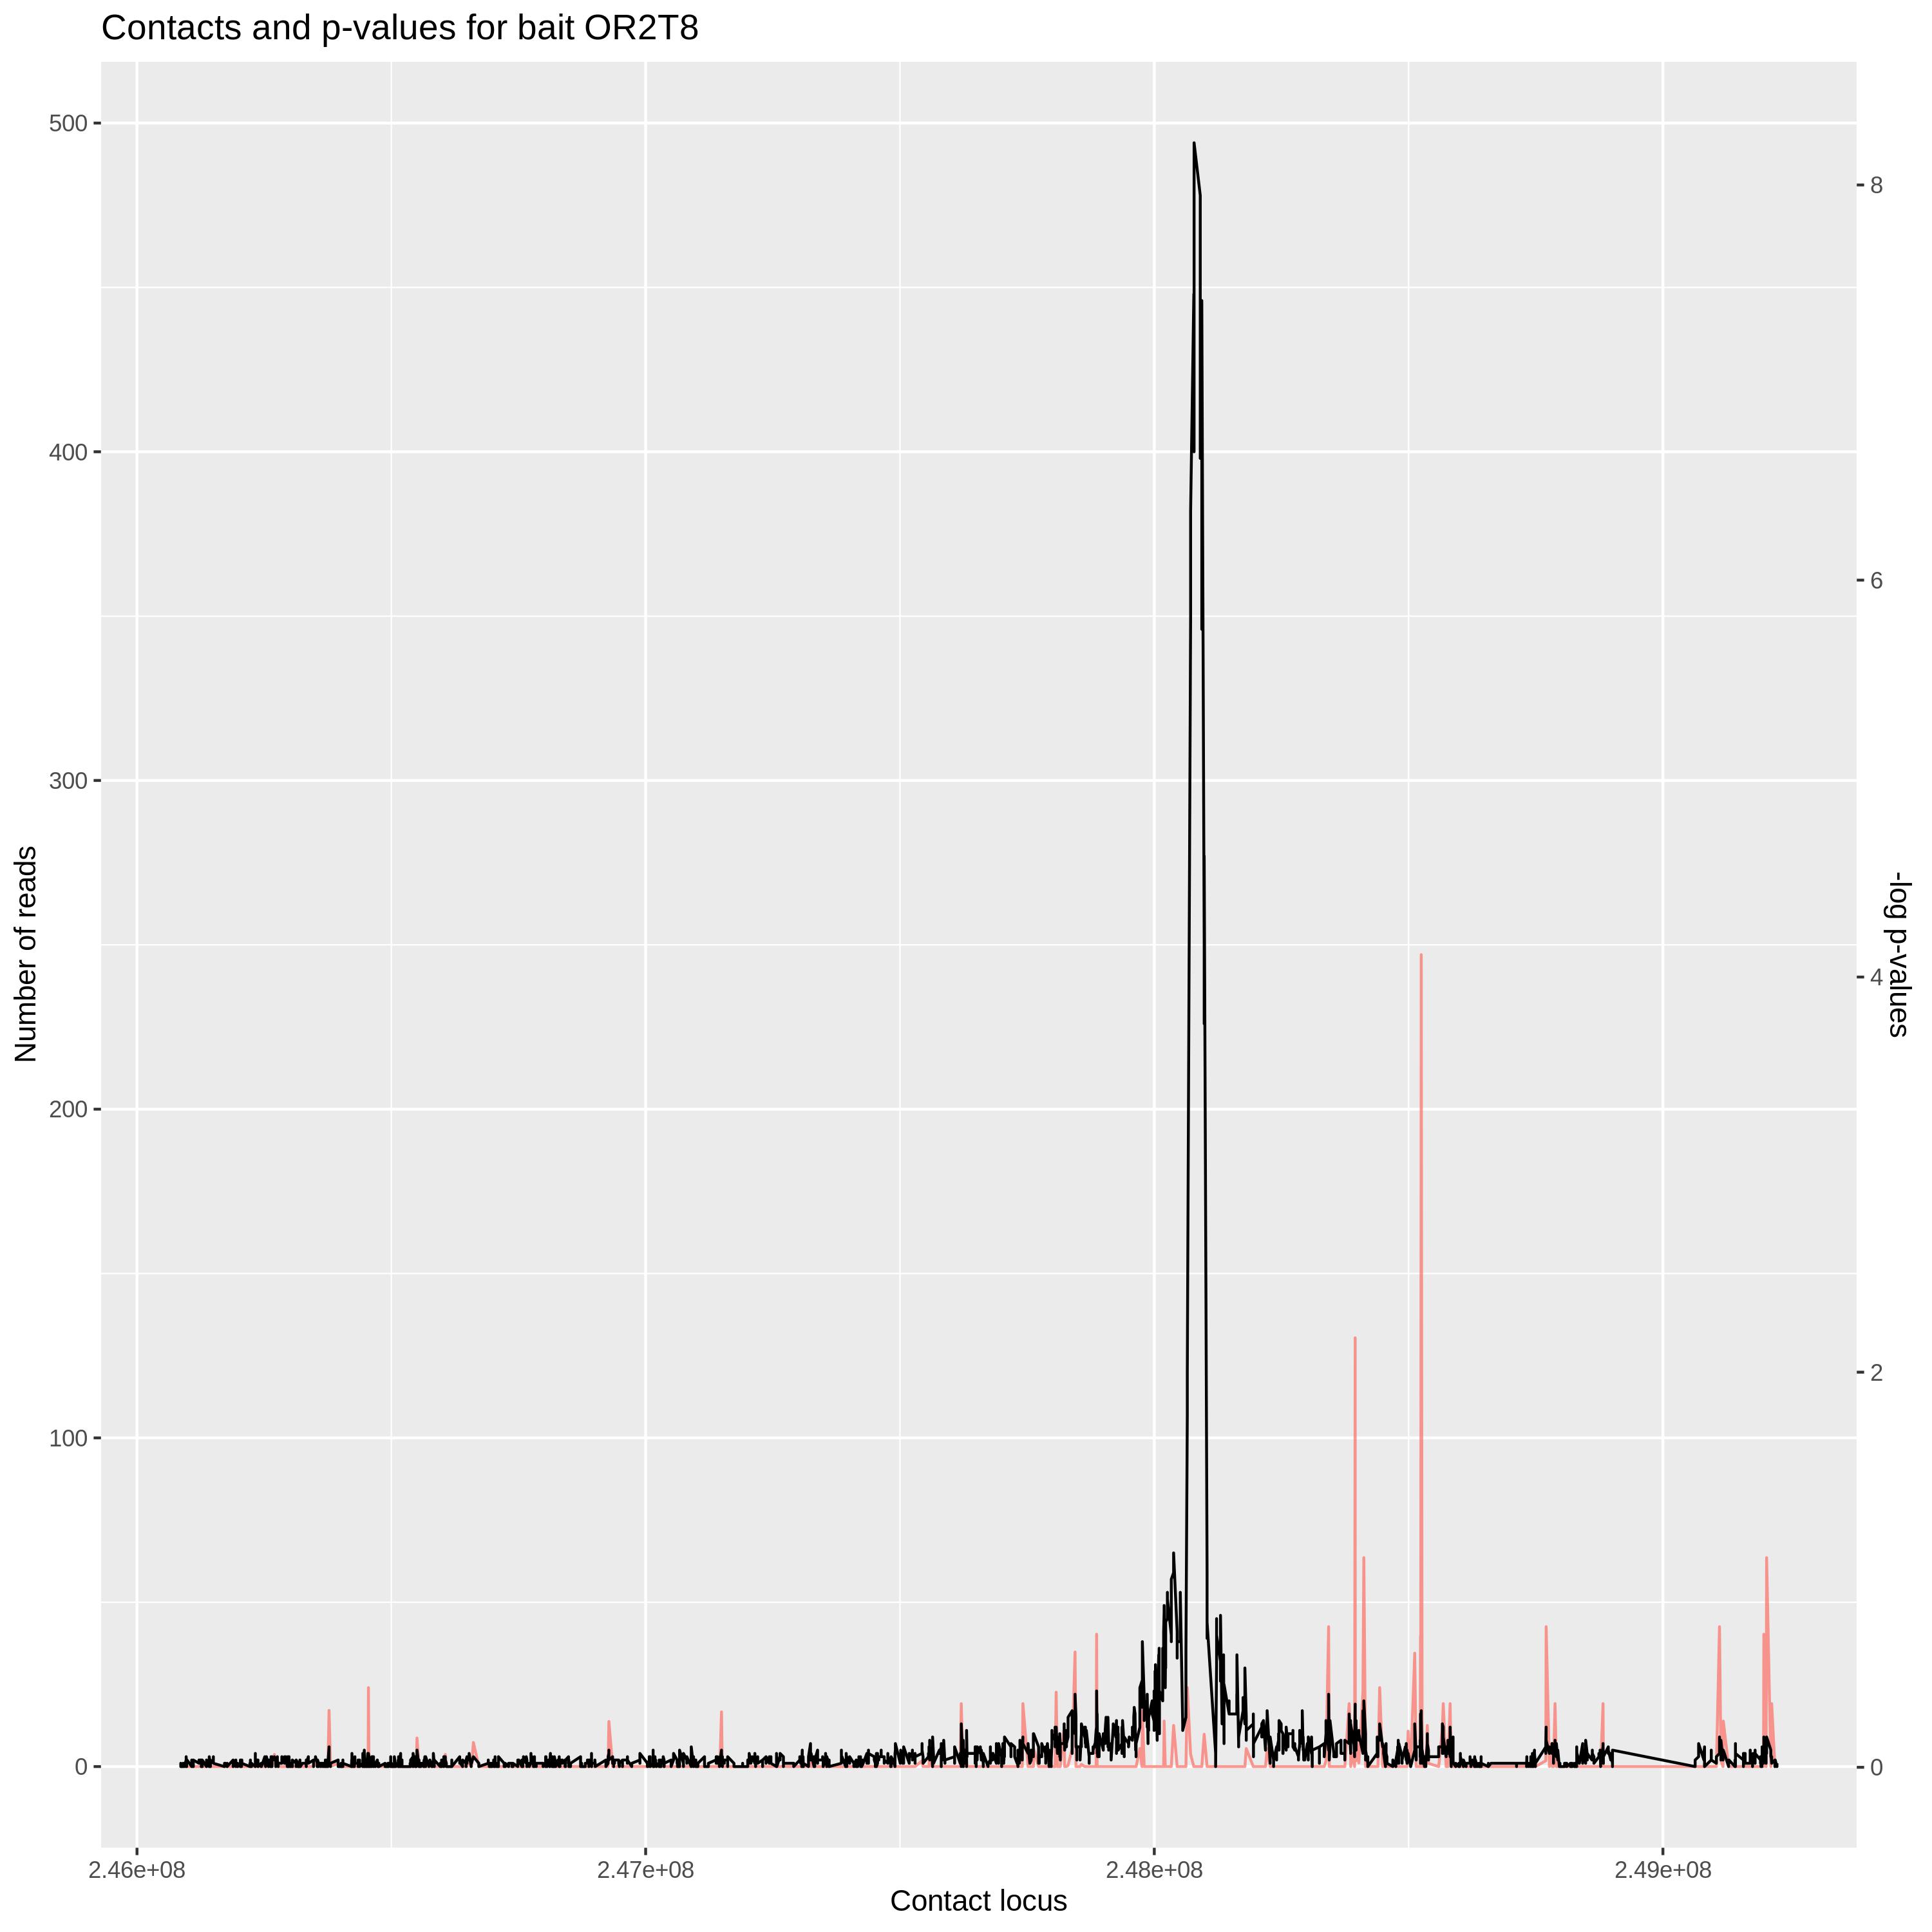 Contacts and p-values for bait OR2T8
500
400
300
200
100
0
Number of reads
8
6
4
2
0
-log p-values
2.46e+08
2.47e+08
2.48e+08
2.49e+08
Contact locus